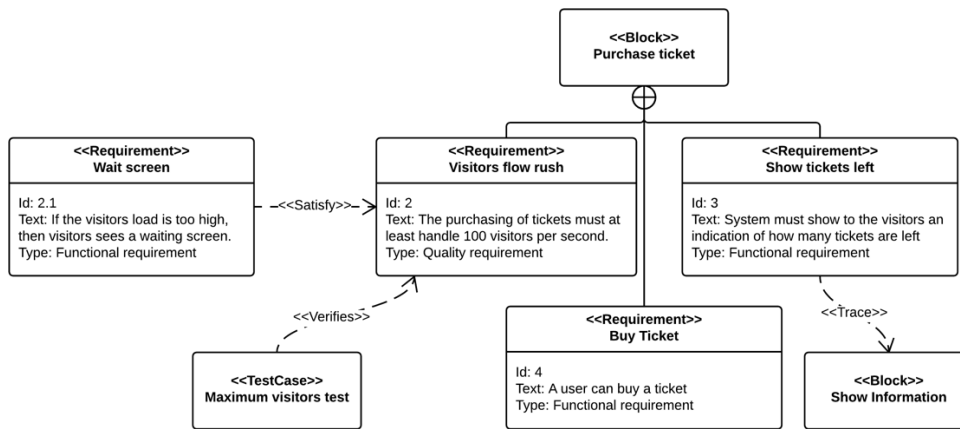 <<Block>>
Purchase ticket
<<Requirement>>
Wait screen
Id: 2.1
Text: If the visitors load is too high,
then visitors sees a waiting screen.
Type: Functional requirement
<<Satisfy>>
<<Requirement>>
Visitors flow rush
Id: 2
Text: The purchasing of tickets must at
least handle 100 visitors per second.
Type: Quality requirement
<<Requirement>>
Show tickets left
Id: 3
Text: System must show to the visitors an
indication of how many tickets are left
Type: Functional requirement
<<Verifies>>
<<Trace>>
<<TestCase>>
Maximum visitors test
<<Requirement>>
Buy Ticket
Id: 4
Text: A user can buy a ticket
Type: Functional requirement
<<Block>>
Show Information